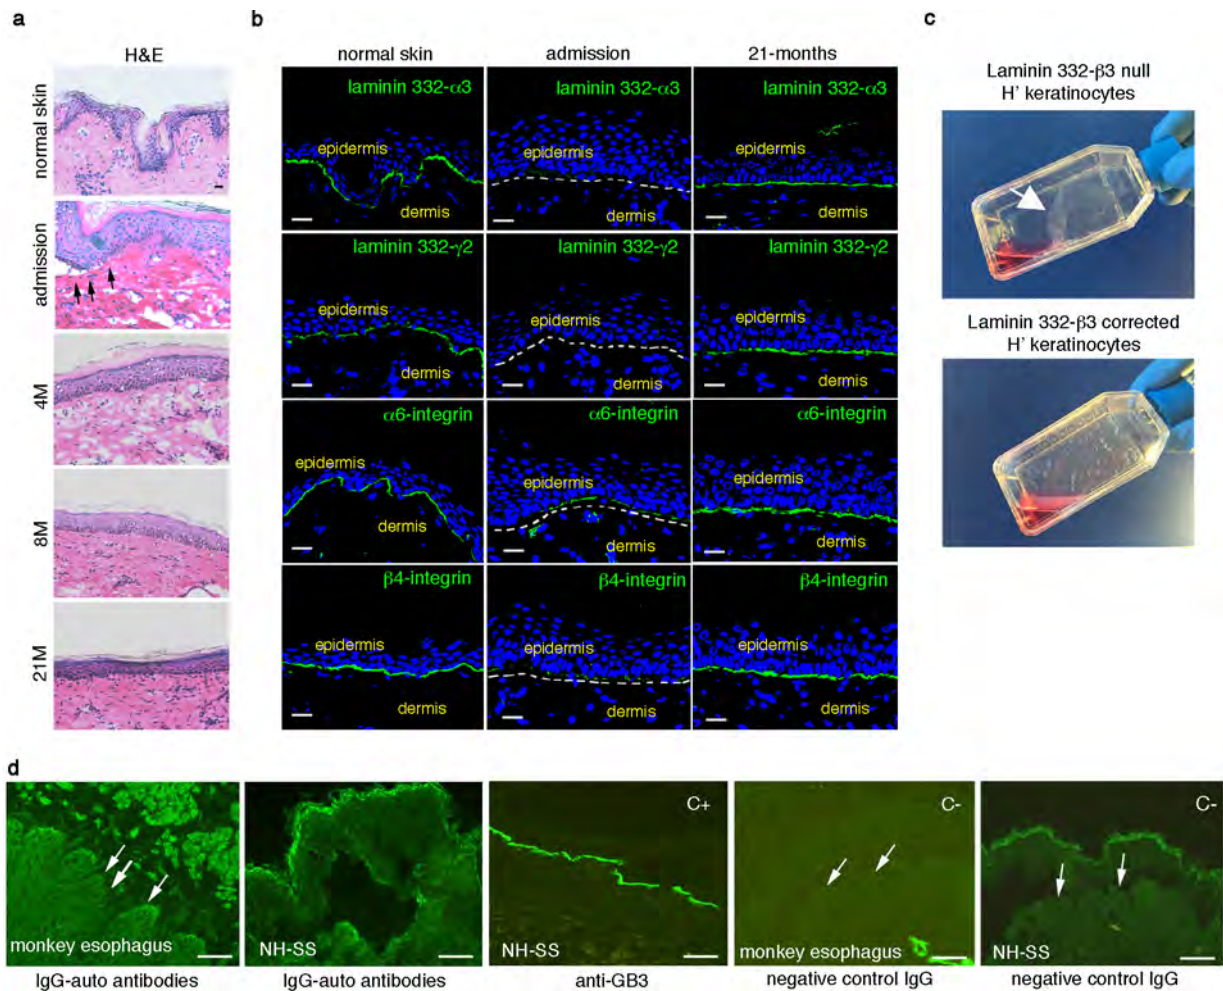 a
H&E
normal skin
admission
4M
8M
21M
b
normal skin
admission
21-months
laminin 332-α3
epidermis
dermis
laminin 332-α3
epidermis
dermis
laminin 332-α3
epidermis
dermis
laminin 332-γ2
epidermis
dermis
laminin 332-γ2
epidermis
dermis
laminin 332-γ2
epidermis
dermis
α6-integrin
epidermis
dermis
α6-integrin
epidermis
dermis
α6-integrin
epidermis
dermis
β4-integrin
epidermis
dermis
β4-integrin
epidermis
dermis
β4-integrin
epidermis
dermis
c
Laminin 332-β3 null
H' keratinocytes
Laminin 332-β3 corrected
H' keratinocytes
d
monkey esophagus
IgG-auto antibodies
NH-SS
IgG-auto antibodies
C+
NH-SS
anti-GB3
C-
monkey esophagus
negative control IgG
C-
NH-SS
negative control IgG